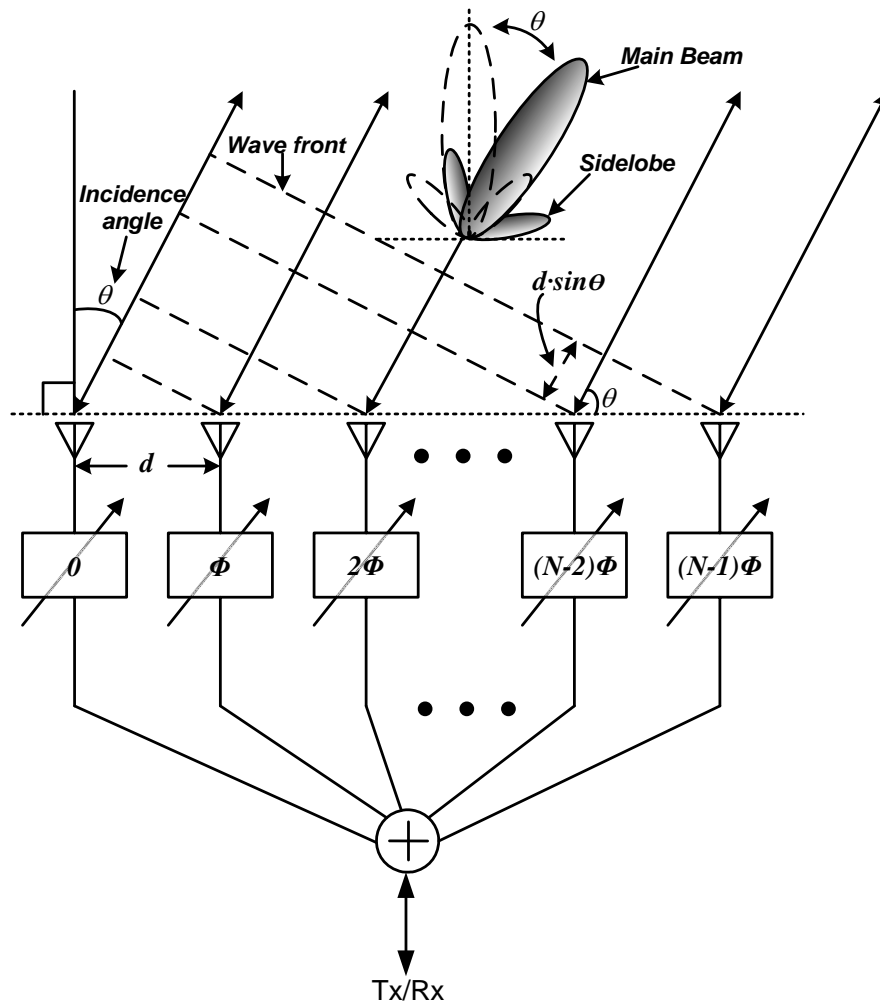 θ
Main Beam
Wave front
Sidelobe
Incidence
angle
θ
d·sinθ
θ
d
0
Φ
2Φ
(N-2)Φ
(N-1)Φ
Tx/Rx